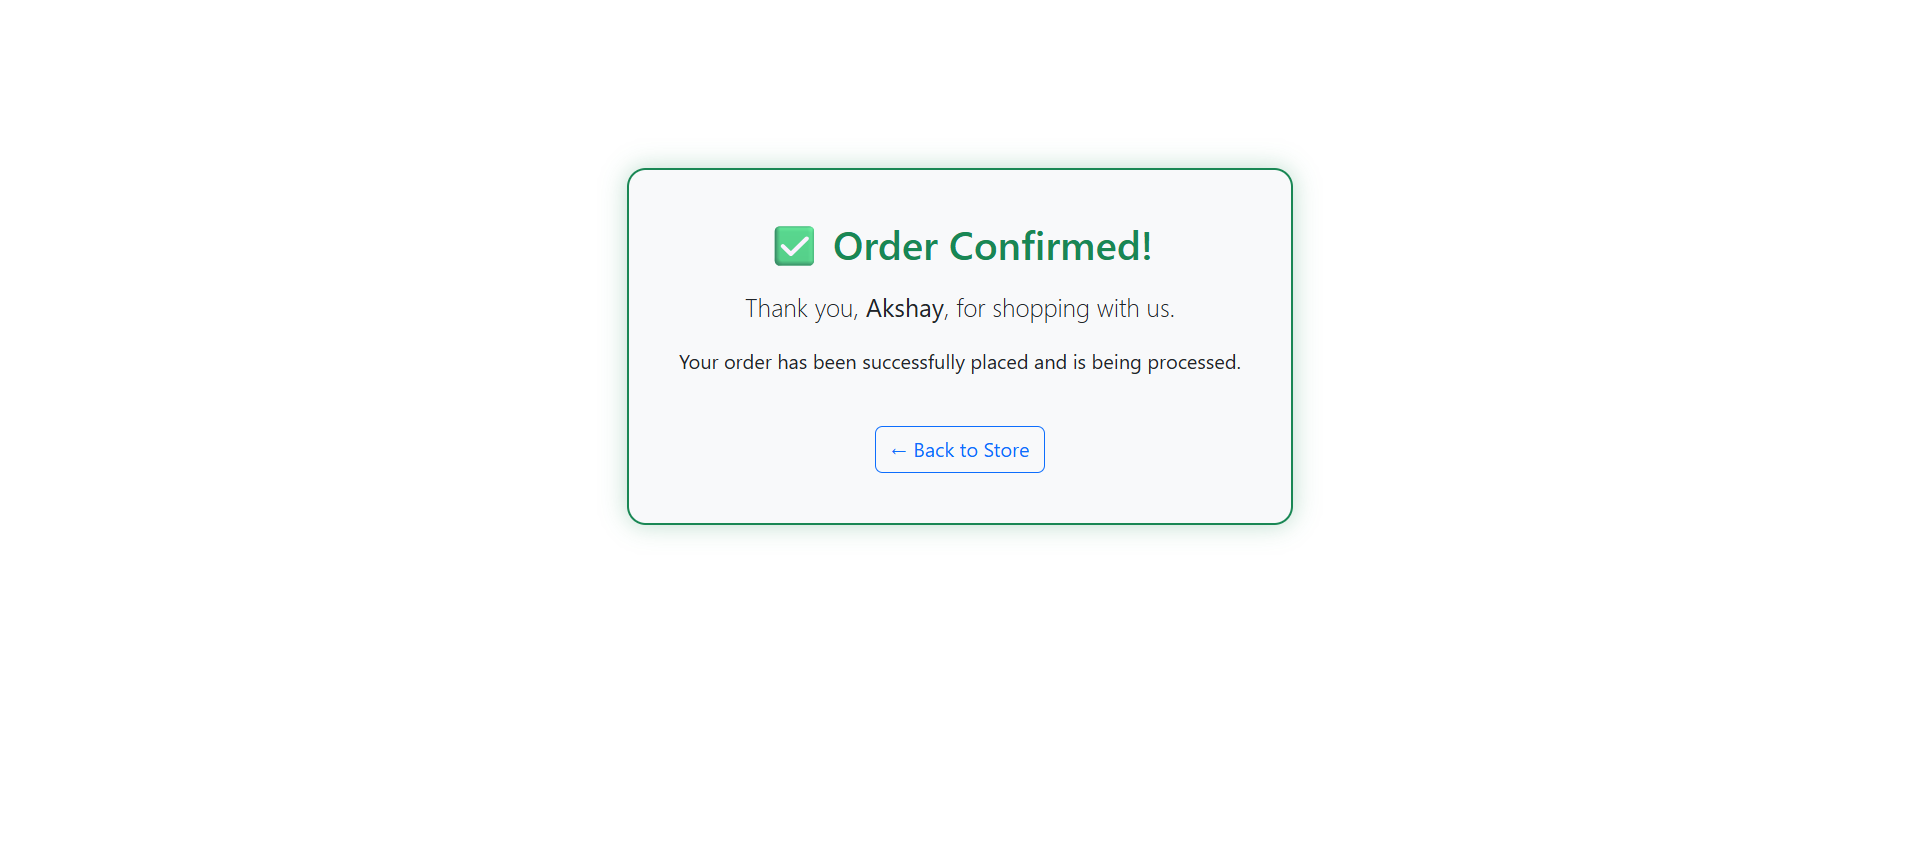 ✅ Order Confirmed!
Thank you, Akshay, for shopping with us.
Your order has been successfully placed and is being processed.
← Back to Store